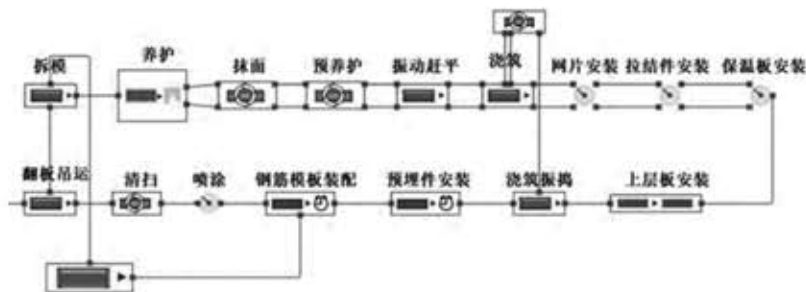 养护
拆模
抹面
预养护
振动赶平
浇筑
网片安装
拉结件安装
保温板安装
翻板吊运
清扫
喷涂
钢筋模板装配
预埋件安装
浇筑振捣
上层板安装